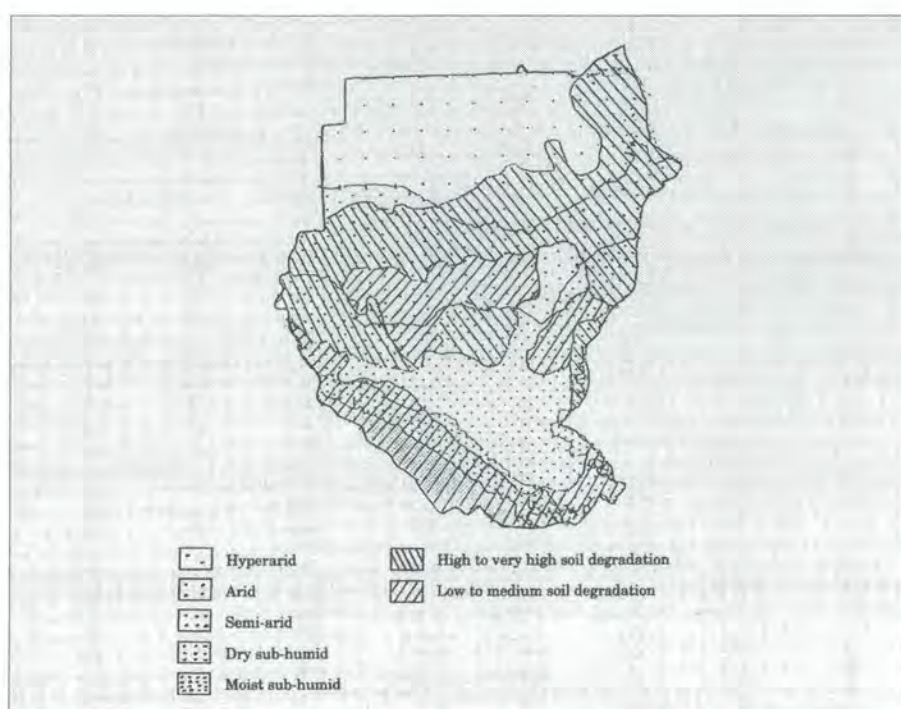 Hyperarid
Arid
Semi-arid
Dry sub-humid
Moist sub-humid
High to very high soil degradation
Low to medium soil degradation